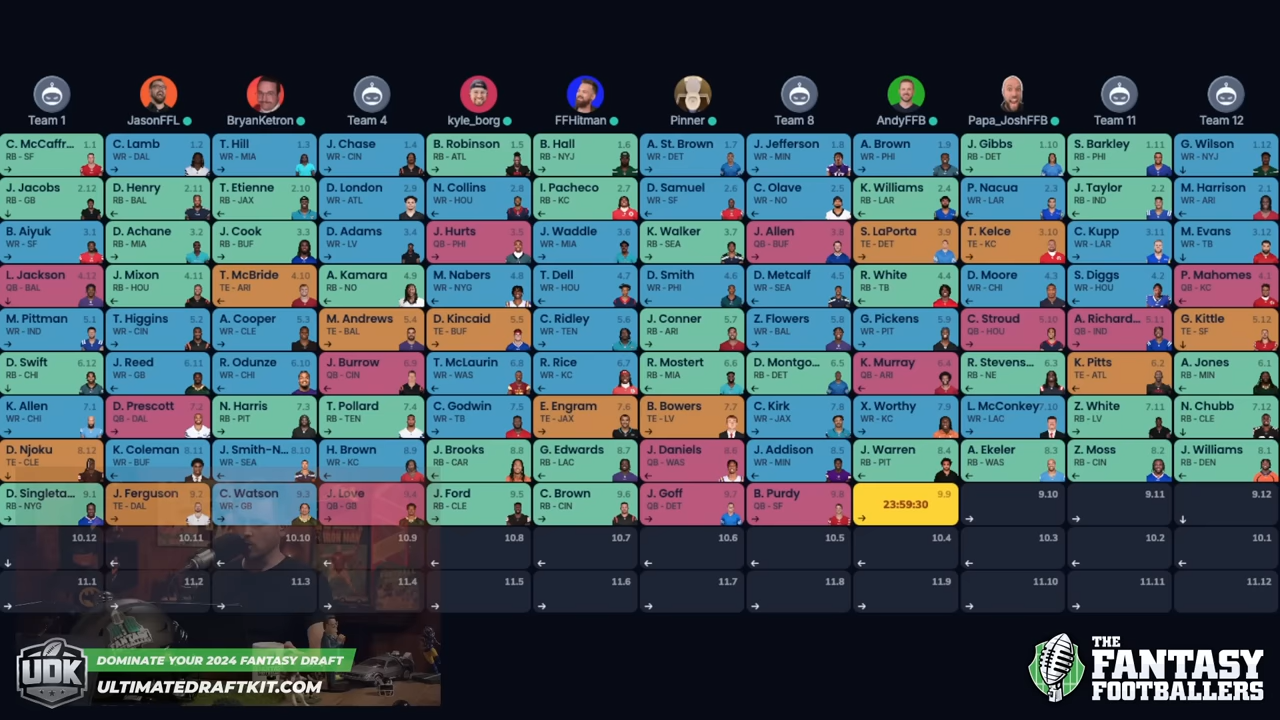 Team 1
JasonFFL
BryanKetron
Team 4
kyle_borg
FFHitman
Pinner
Team 8
AndyFFB
Papa_JoshFFB
Team 11
Team 12
C. McCaffr... 1.1
RB - SF
C. Lamb 1.2
WR - DAL
T. Hill 1.3
WR - MIA
J. Chase 1.4
WR - CIN
B. Robinson 1.5
RB - ATL
B. Hall 1.6
RB - NYJ
A. St. Brown 1.7
WR - DET
J. Jefferson 1.8
WR - MIN
A. Brown 1.9
WR - PHI
J. Gibbs 1.10
RB - DET
S. Barkley 1.11
RB - PHI
G. Wilson 1.12
WR - NYJ
J. Jacobs 2.12
RB - GB
D. Henry 2.11
RB - BAL
T. Etienne 2.10
RB - JAX
D. London 2.9
WR - ATL
N. Collins 2.8
WR - HOU
I. Pacheco 2.7
RB - KC
D. Samuel 2.6
WR - SF
C. Olave 2.5
WR - NO
K. Williams 2.4
RB - LAR
P. Nacua 2.3
WR - LAR
J. Taylor 2.2
RB - IND
M. Harrison 2.1
WR - ARI
B. Aiyuk 3.1
WR - SF
D. Achane 3.2
RB - MIA
J. Cook 3.3
RB - BUF
D. Adams 3.4
WR - LV
J. Hurts 3.5
QB - PHI
J. Waddle 3.6
WR - MIA
K. Walker 3.7
RB - SEA
J. Allen 3.8
QB - BUF
S. LaPorta 3.9
TE - DET
T. Kelce 3.10
TE - KC
C. Kupp 3.11
WR - LAR
M. Evans 3.12
WR - TB
L. Jackson 4.12
QB - BAL
J. Mixon 4.11
RB - HOU
T. McBride 4.10
TE - ARI
A. Kamara 4.9
RB - NO
M. Nabers 4.8
WR - NYG
T. Dell 4.7
WR - HOU
D. Smith 4.6
WR - PHI
D. Metcalf 4.5
WR - SEA
R. White 4.4
RB - TB
D. Moore 4.3
WR - CHI
S. Diggs 4.2
WR - HOU
P. Mahomes 4.1
QB - KC
M. Pittman 5.1
WR - IND
T. Higgins 5.2
WR - CIN
A. Cooper 5.3
WR - CLE
M. Andrews 5.4
TE - BAL
D. Kincaid 5.5
TE - BUF
C. Ridley 5.6
WR - TEN
J. Conner 5.7
RB - ARI
Z. Flowers 5.8
WR - BAL
G. Pickens 5.9
WR - PIT
C. Stroud 5.10
QB - HOU
A. Richard... 5.11
QB - IND
G. Kittle 5.12
TE - SF
D. Swift 6.12
RB - CHI
J. Reed 6.11
WR - GB
R. Odunze 6.10
WR - CHI
J. Burrow 6.9
QB - CIN
T. McLaurin 6.8
WR - WAS
R. Rice 6.7
WR - KC
R. Mostert 6.6
RB - MIA
D. Montgo... 6.5
RB - DET
K. Murray 6.4
QB - ARI
R. Stevens... 6.3
RB - NE
K. Pitts 6.2
TE - ATL
A. Jones 6.1
RB - MIN
K. Allen 7.1
WR - CHI
D. Prescott 7.2
QB - DAL
N. Harris 7.3
RB - PIT
T. Pollard 7.4
RB - TEN
C. Godwin 7.5
WR - TB
E. Engram 7.6
TE - JAX
B. Bowers 7.7
TE - LV
C. Kirk 7.8
WR - JAX
X. Worthy 7.9
WR - KC
L. McConkey 7.10
WR - LAC
Z. White 7.11
RB - LV
N. Chubb 7.12
RB - CLE
D. Njoku 8.12
TE - CLE
K. Coleman 8.11
WR - BUF
J. Smith-N... 8.10
WR - SEA
H. Brown 8.9
WR - KC
J. Brooks 8.8
RB - CAR
G. Edwards 8.7
RB - LAC
J. Daniels 8.6
QB - WAS
J. Addison 8.5
WR - MIN
J. Warren 8.4
RB - PIT
A. Ekeler 8.3
RB - WAS
Z. Moss 8.2
RB - CIN
J. Williams 8.1
RB - DEN
D. Singleta... 9.1
RB - NYG
J. Ferguson 9.2
TE - DAL
C. Watson 9.3
WR - GB
J. Love 9.4
QB - GB
J. Ford 9.5
RB - CLE
C. Brown 9.6
RB - CIN
J. Goff 9.7
QB - DET
B. Purdy 9.8
QB - SF
9.9
23:59:30
9.10
9.11
9.12
10.12
10.11
10.10
10.9
10.8
10.7
10.6
10.5
10.4
10.3
10.2
10.1
11.1
11.2
11.3
11.4
11.5
11.6
11.7
11.8
11.9
11.10
11.11
11.12
UDK
DOMINATE YOUR 2024 FANTASY DRAFT
ULTIMATEDRAFTKIT.COM
THE
FANTASY
FOOTBALLERS